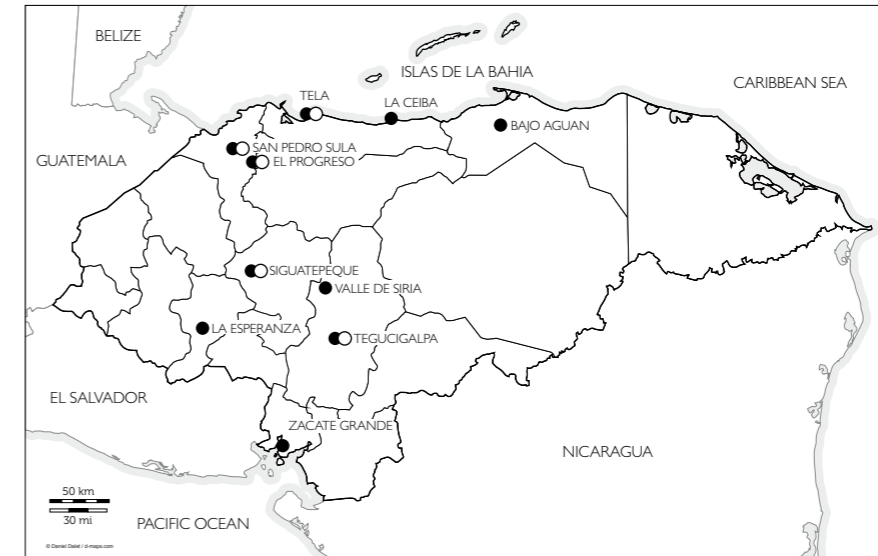 BELIZE
ISLAS DE LA BAHIA
CARIBBEAN SEA
TELA
LA CEIBA
BAJO AGUAN
SAN PEDRO SULA
GUATEMALA
EL PROGRESO
SIGUATEPEQUE
VALLE DE SIRIA
LA ESPERANZA
TEGUCIGALPA
EL SALVADOR
ZACATE GRANDE
NICARAGUA
50 km
30 mi
PACIFIC OCEAN
© Daniel Dalet / d-maps.com